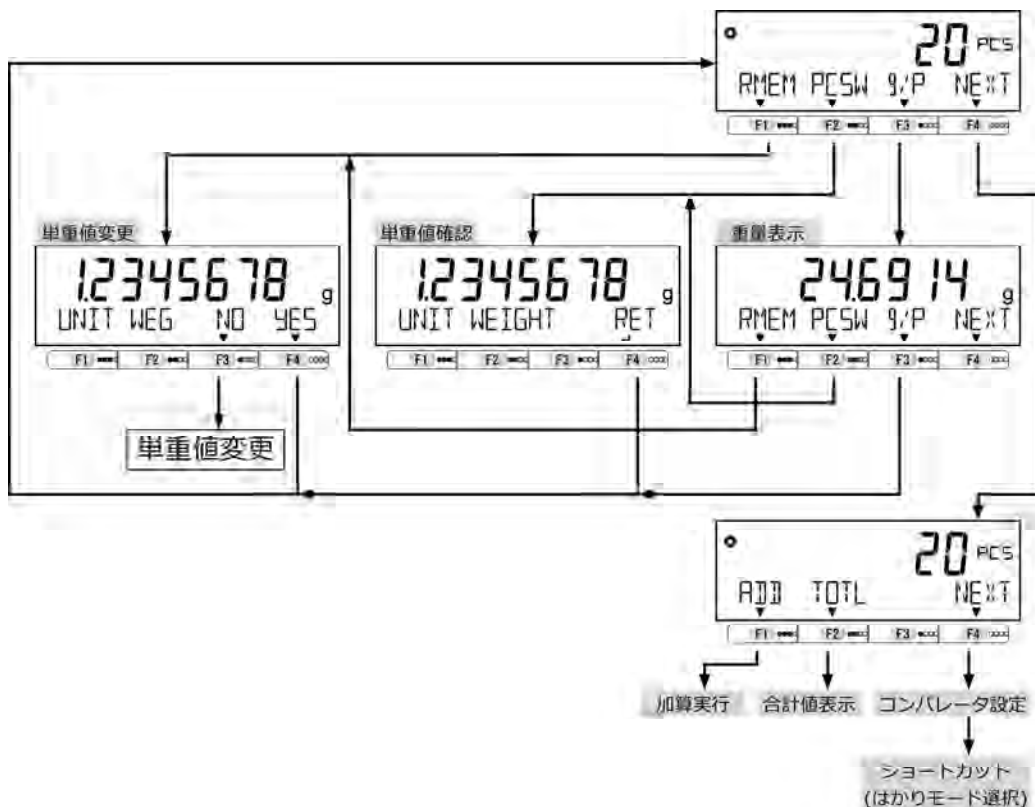 20 PCS
RMEM PCSW g/P NEXT
F1 F2 F3 F4
単重値変更
1.2345678 g
UNIT WEG NO YES
F1 F2 F3 F4
単重値変更
単重値確認
1.2345678 g
UNIT WEIGHT RET
F1 F2 F3 F4
重量表示
24.6914 g
RMEM PCSW g/P NEXT
F1 F2 F3 F4
20 PCS
ADD TOTL NEXT
F1 F2 F3 F4
加算実行 合計値表示 コンパレータ設定
ショートカット
(はかりモード選択)